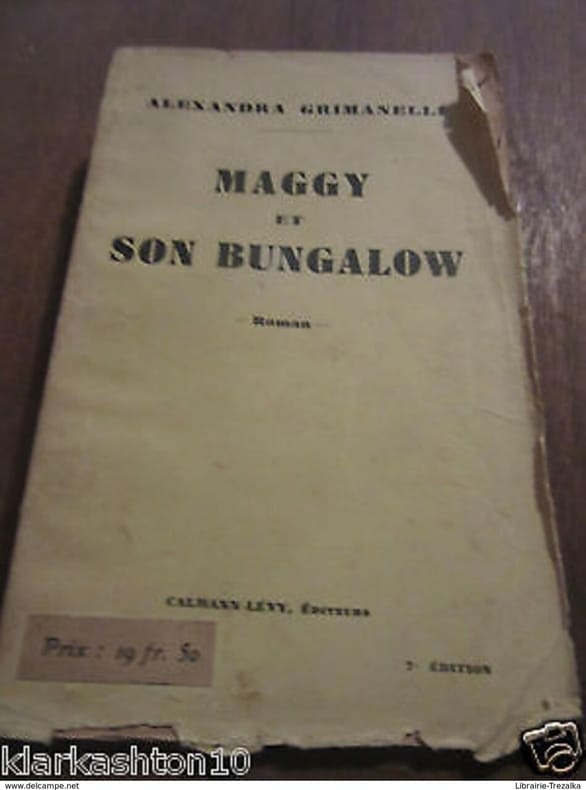 ALEXANDRA GRIMANELLI
MAGGY
ET
SON BUNGALOW
Roman
CALMANN-LÉVY, ÉDITEURS
Prix : 19 fr. 50
7e ÉDITION
klarkashton10
www.delcampe.net
Librairie-Trezalka